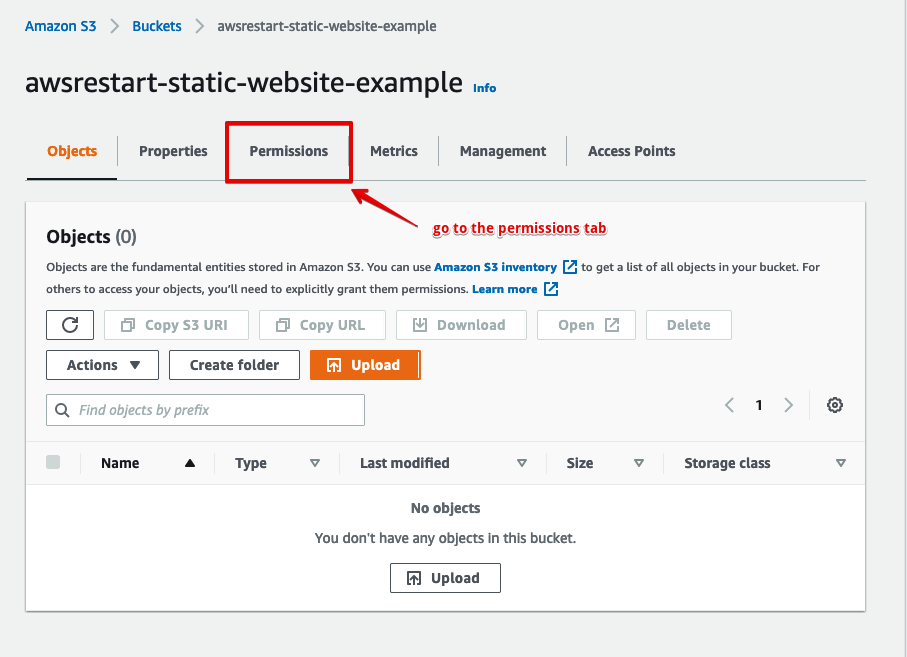 Amazon S3 > Buckets > awsrestart-static-website-example
awsrestart-static-website-example Info
Objects Properties Permissions Metrics Management Access Points
go to the permissions tab
Objects (0)
Objects are the fundamental entities stored in Amazon S3. You can use Amazon S3 inventory to get a list of all objects in your bucket. For
others to access your objects, you'll need to explicitly grant them permissions. Learn more
Copy S3 URI Copy URL Download Open Delete
Actions Create folder Upload
Find objects by prefix 1
Name Type Last modified Size Storage class
No objects
You don't have any objects in this bucket.
Upload